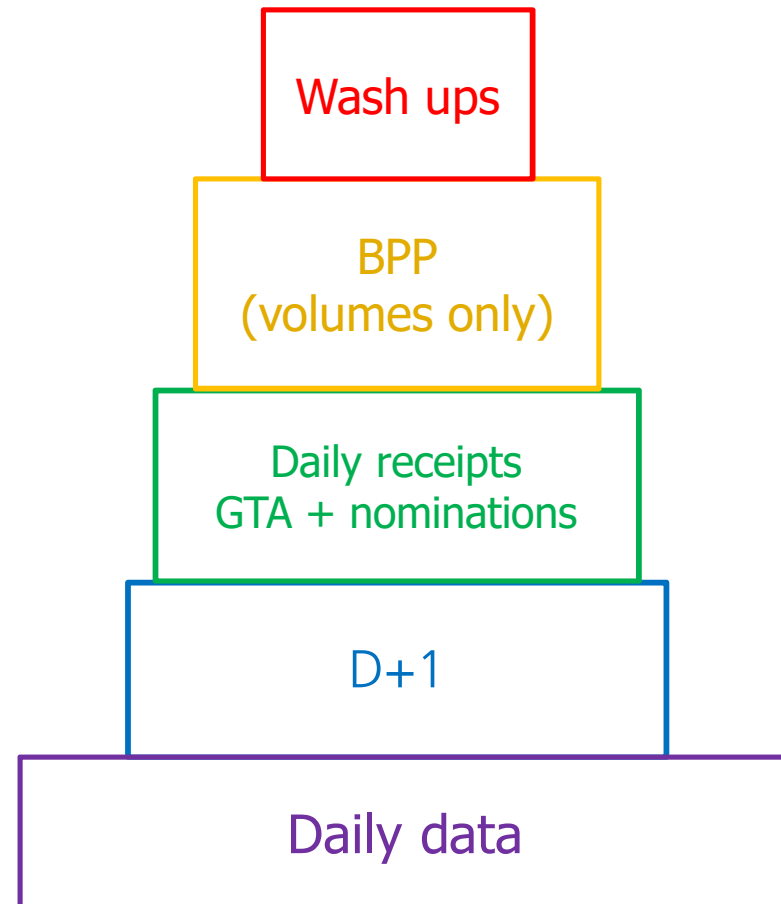 Wash ups
BPP
(volumes only)
Daily receipts
GTA + nominations
D+1
Daily data